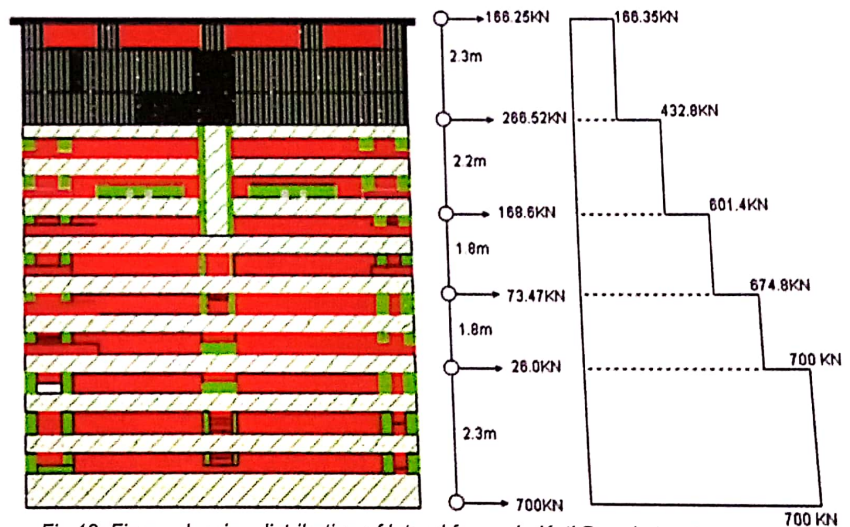 166.25KN
166.35KN
2.3m
266.52KN
432.8KN
2.2m
168.6KN
601.4KN
1.8m
73.47KN
674.8KN
1.8m
26.0KN
700 KN
2.3m
700KN
700 KN